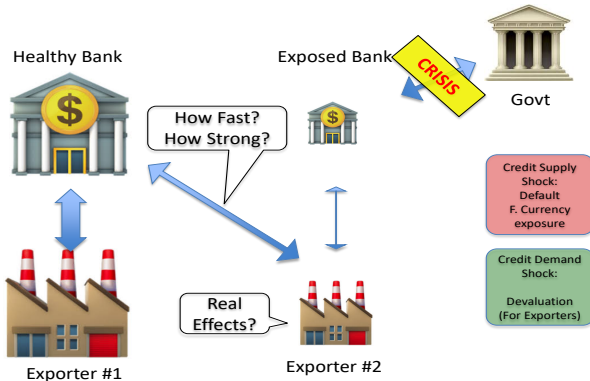 Healthy Bank
Exposed Bank
CRISIS
Govt
$
$
How Fast?
How Strong?
Credit Supply
Shock:
Default
F. Currency
exposure
Credit Demand
Shock:
Devaluation
(For Exporters)
Real
Effects?
Exporter #1
Exporter #2